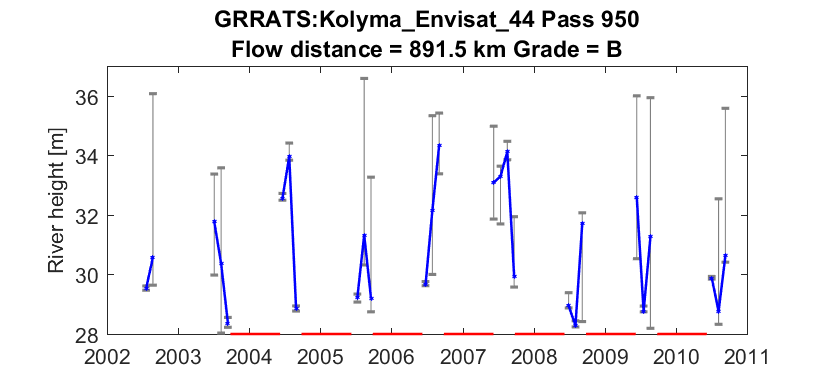 GRRATS:Kolyma_Envisat_44 Pass 950
Flow distance = 891.5 km Grade = B
River height [m]
36
34
32
30
28
2002 2003 2004 2005 2006 2007 2008 2009 2010 2011